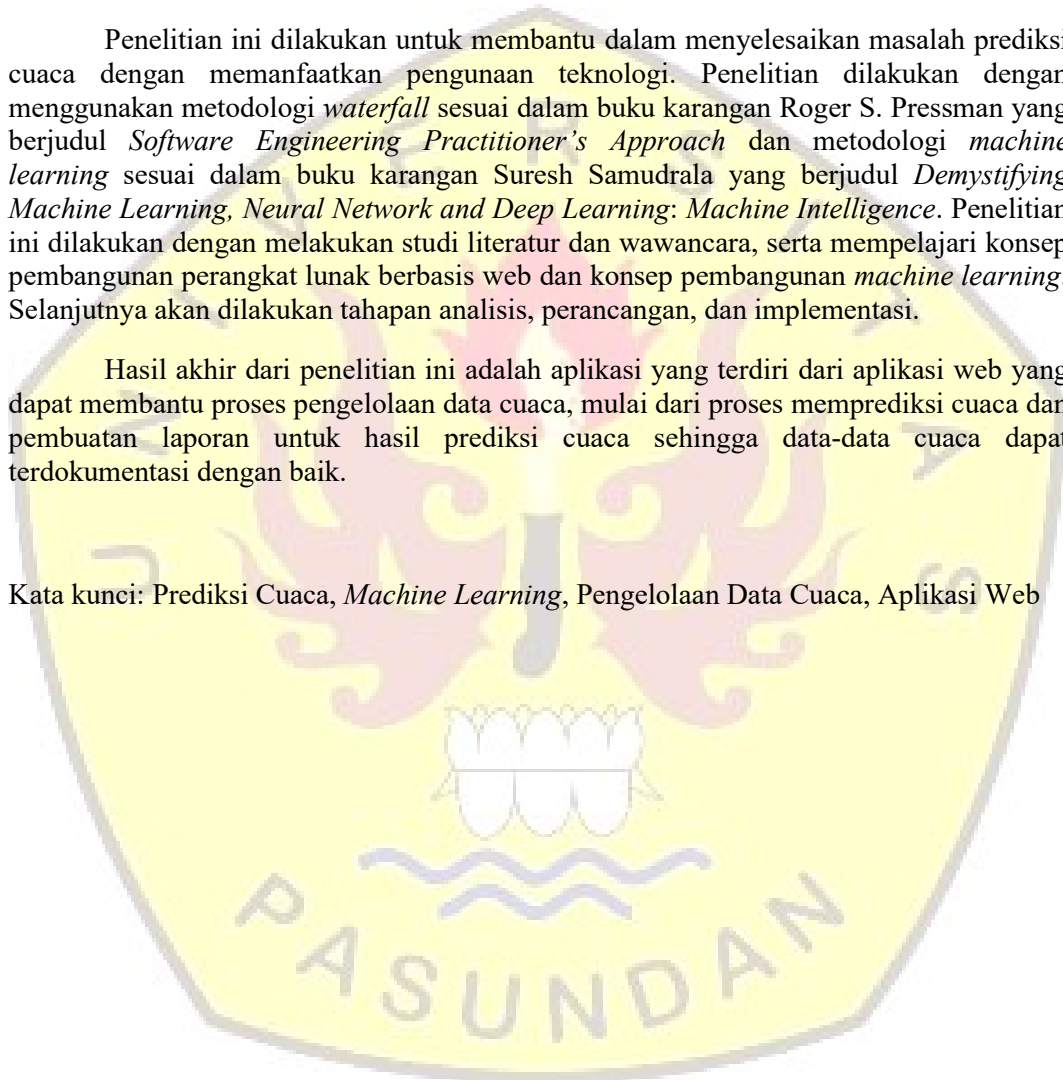 Penelitian ini dilakukan untuk membantu dalam menyelesaikan masalah prediksi
cuaca dengan memanfaatkan pengunaan teknologi. Penelitian dilakukan dengan
menggunakan metodologi waterfall sesuai dalam buku karangan Roger S. Pressman yang
berjudul Software Engineering Practitioner’s Approach dan metodologi machine
learning sesuai dalam buku karangan Suresh Samudrala yang berjudul Demystifying
Machine Learning, Neural Network and Deep Learning: Machine Intelligence. Penelitian
ini dilakukan dengan melakukan studi literatur dan wawancara, serta mempelajari konsep
pembangunan perangkat lunak berbasis web dan konsep pembangunan machine learning.
Selanjutnya akan dilakukan tahapan analisis, perancangan, dan implementasi.
Hasil akhir dari penelitian ini adalah aplikasi yang terdiri dari aplikasi web yang
dapat membantu proses pengelolaan data cuaca, mulai dari proses memprediksi cuaca dan
pembuatan laporan untuk hasil prediksi cuaca sehingga data-data cuaca dapat
terdokumentasi dengan baik.
Kata kunci: Prediksi Cuaca, Machine Learning, Pengelolaan Data Cuaca, Aplikasi Web
UNIVERSITAS
PASUNDAN